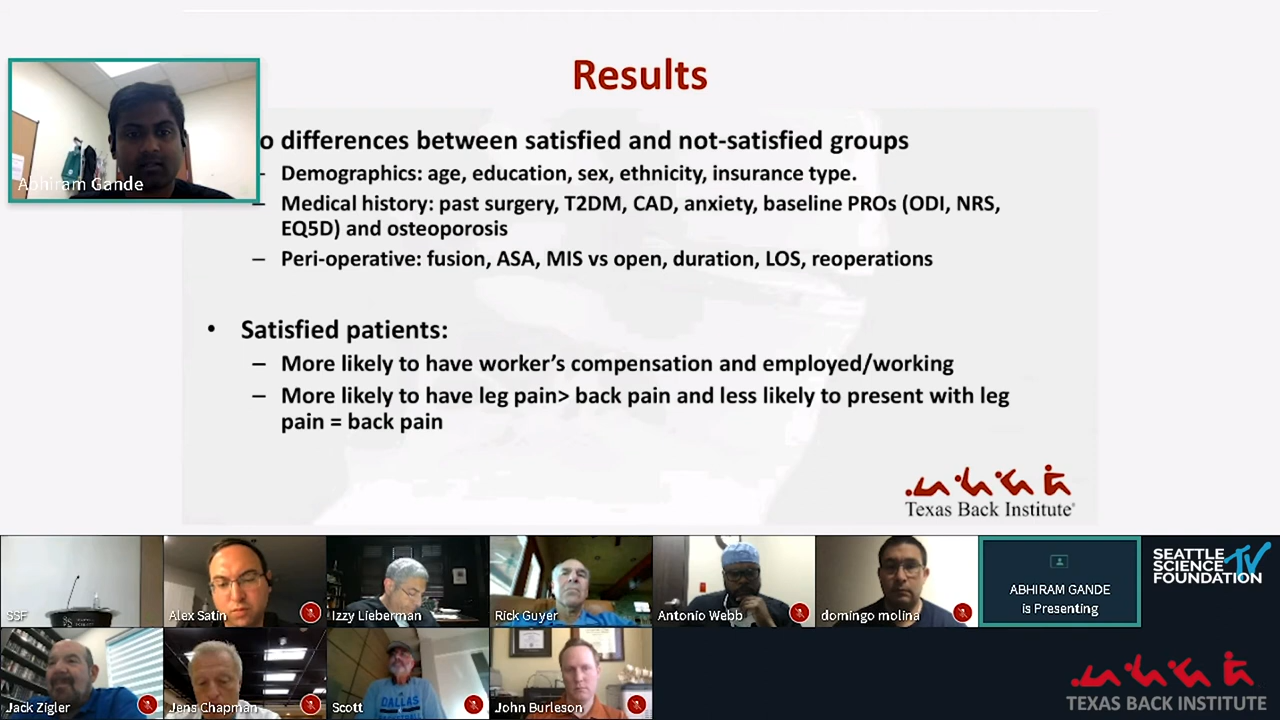 Results
o differences between satisfied and not-satisfied groups
– Demographics: age, education, sex, ethnicity, insurance type.
– Medical history: past surgery, T2DM, CAD, anxiety, baseline PROs (ODI, NRS,
EQ5D) and osteoporosis
– Peri-operative: fusion, ASA, MIS vs open, duration, LOS, reoperations
• Satisfied patients:
– More likely to have worker’s compensation and employed/working
– More likely to have leg pain> back pain and less likely to present with leg
pain = back pain
Texas Back Institute
Abhiram Gande
SSF
Alex Satin
Izzy Lieberman
Rick Guyer
Antonio Webb
domingo molina
ABHIRAM GANDE
is Presenting
SEATTLE
SCIENCE
FOUNDATION
TV
Jack Zigler
Jens Chapman
Scott
DALLAS
John Burleson
TEXAS BACK INSTITUTE